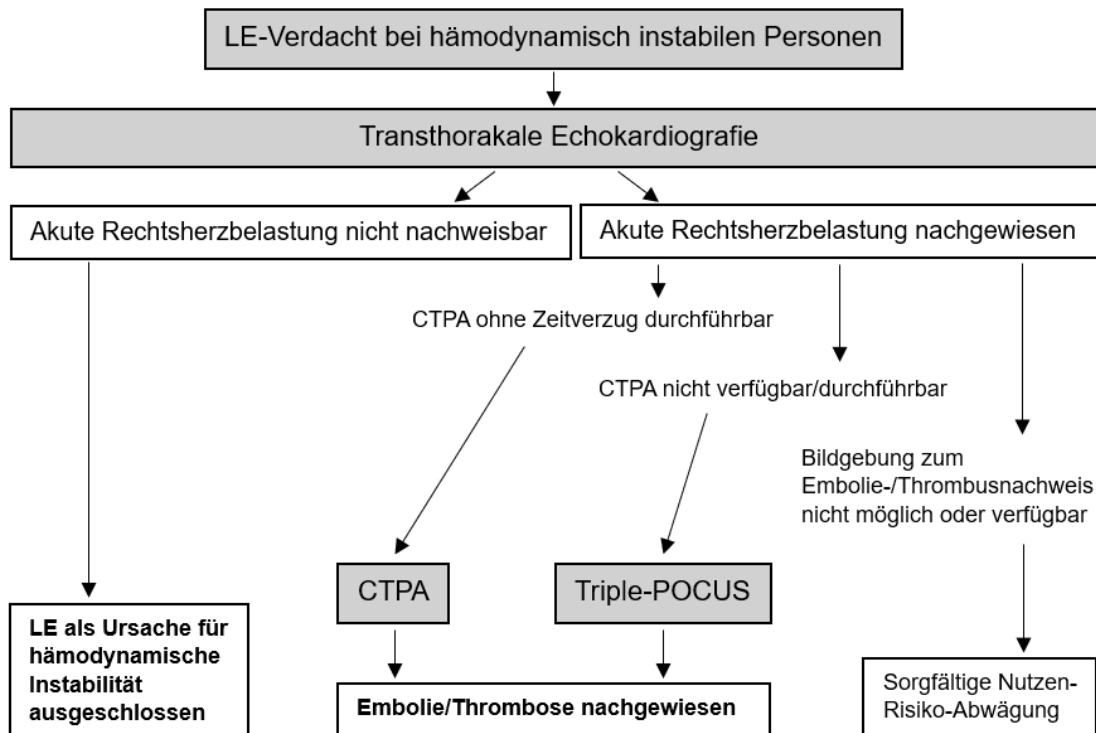 LE-Verdacht bei hämodynamisch instabilen Personen
Transthorakale Echokardiografie
Akute Rechtsherzbelastung nicht nachweisbar
Akute Rechtsherzbelastung nachgewiesen
CTPA ohne Zeitverzug durchführbar
CTPA nicht verfügbar/durchführbar
Bildgebung zum
Embolie-/Thrombusnachweis
nicht möglich oder verfügbar
CTPA
Triple-POCUS
LE als Ursache für
hämodynamische
Instabilität
ausgeschlossen
Embolie/Thrombose nachgewiesen
Sorgfältige Nutzen-
Risiko-Abwägung